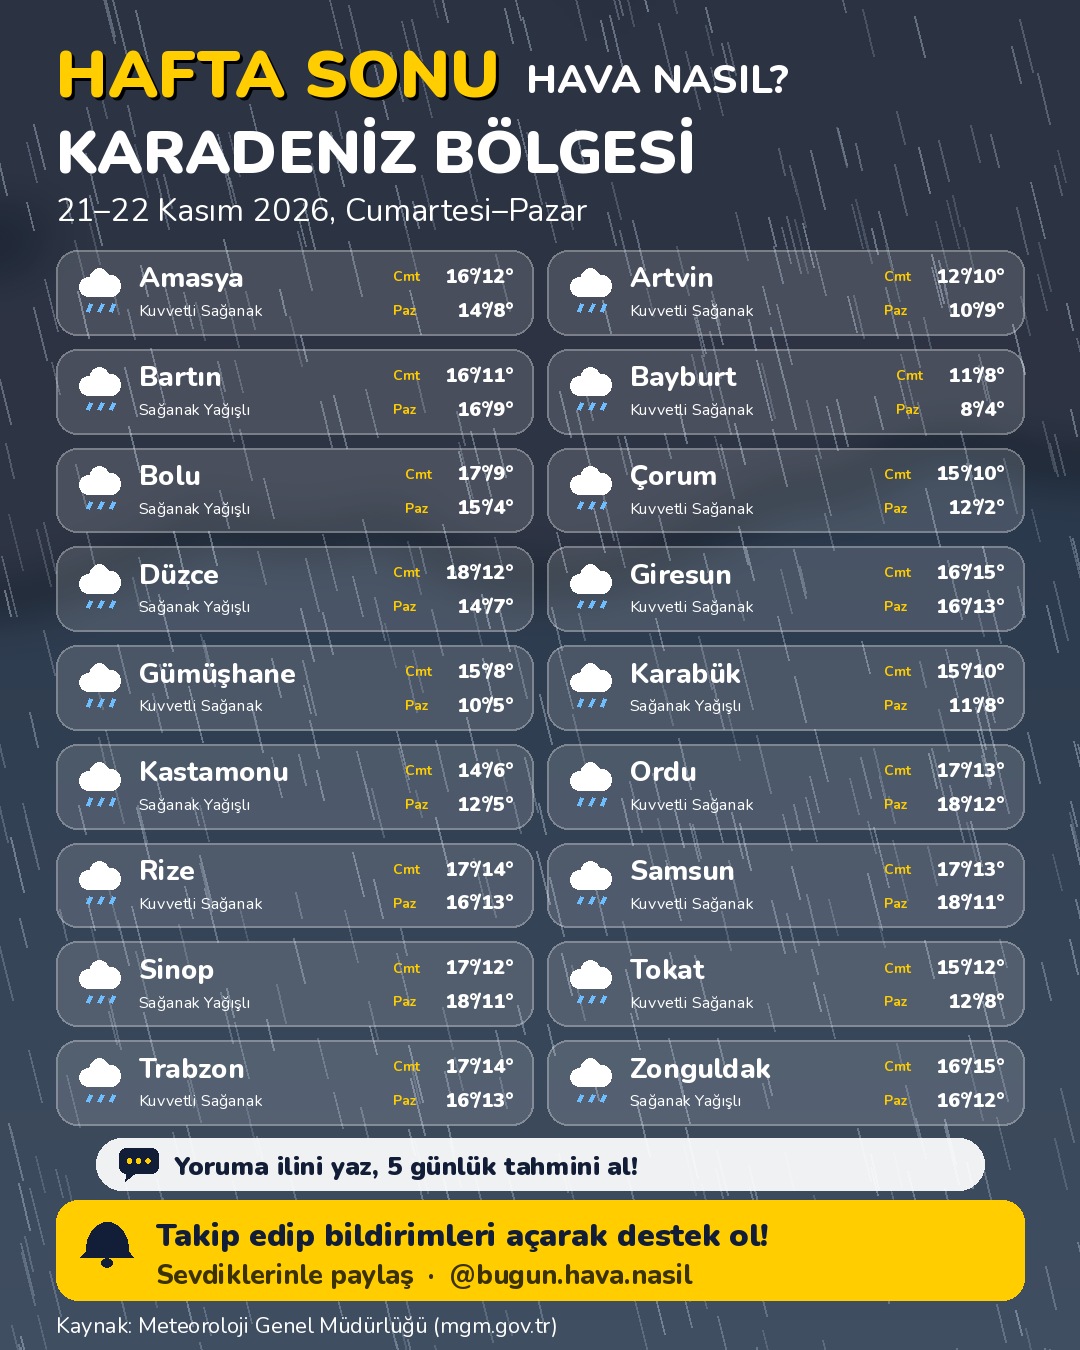 HAFTA SONU HAVA NASIL?
KARADENİZ BÖLGESİ
21–22 Kasım 2026, Cumartesi–Pazar
Amasya Cmt 16°/12°
Kuvvetli Sağanak Paz 14°/8°
Artvin Cmt 12°/10°
Kuvvetli Sağanak Paz 10°/9°
Bartın Cmt 16°/11°
Sağanak Yağışlı Paz 16°/9°
Bayburt Cmt 11°/8°
Kuvvetli Sağanak Paz 8°/4°
Bolu Cmt 17°/9°
Sağanak Yağışlı Paz 15°/4°
Çorum Cmt 15°/10°
Kuvvetli Sağanak Paz 12°/2°
Düzce Cmt 18°/12°
Sağanak Yağışlı Paz 14°/7°
Giresun Cmt 16°/15°
Kuvvetli Sağanak Paz 16°/13°
Gümüşhane Cmt 15°/8°
Kuvvetli Sağanak Paz 10°/5°
Karabük Cmt 15°/10°
Sağanak Yağışlı Paz 11°/8°
Kastamonu Cmt 14°/6°
Sağanak Yağışlı Paz 12°/5°
Ordu Cmt 17°/13°
Kuvvetli Sağanak Paz 18°/12°
Rize Cmt 17°/14°
Kuvvetli Sağanak Paz 16°/13°
Samsun Cmt 17°/13°
Kuvvetli Sağanak Paz 18°/11°
Sinop Cmt 17°/12°
Sağanak Yağışlı Paz 18°/11°
Tokat Cmt 15°/12°
Kuvvetli Sağanak Paz 12°/8°
Trabzon Cmt 17°/14°
Kuvvetli Sağanak Paz 16°/13°
Zonguldak Cmt 16°/15°
Sağanak Yağışlı Paz 16°/12°
Yoruma ilini yaz, 5 günlük tahmini al!
Takip edip bildirimleri açarak destek ol!
Sevdiklerinle paylaş · @bugun.hava.nasil
Kaynak: Meteoroloji Genel Müdürlüğü (mgm.gov.tr)